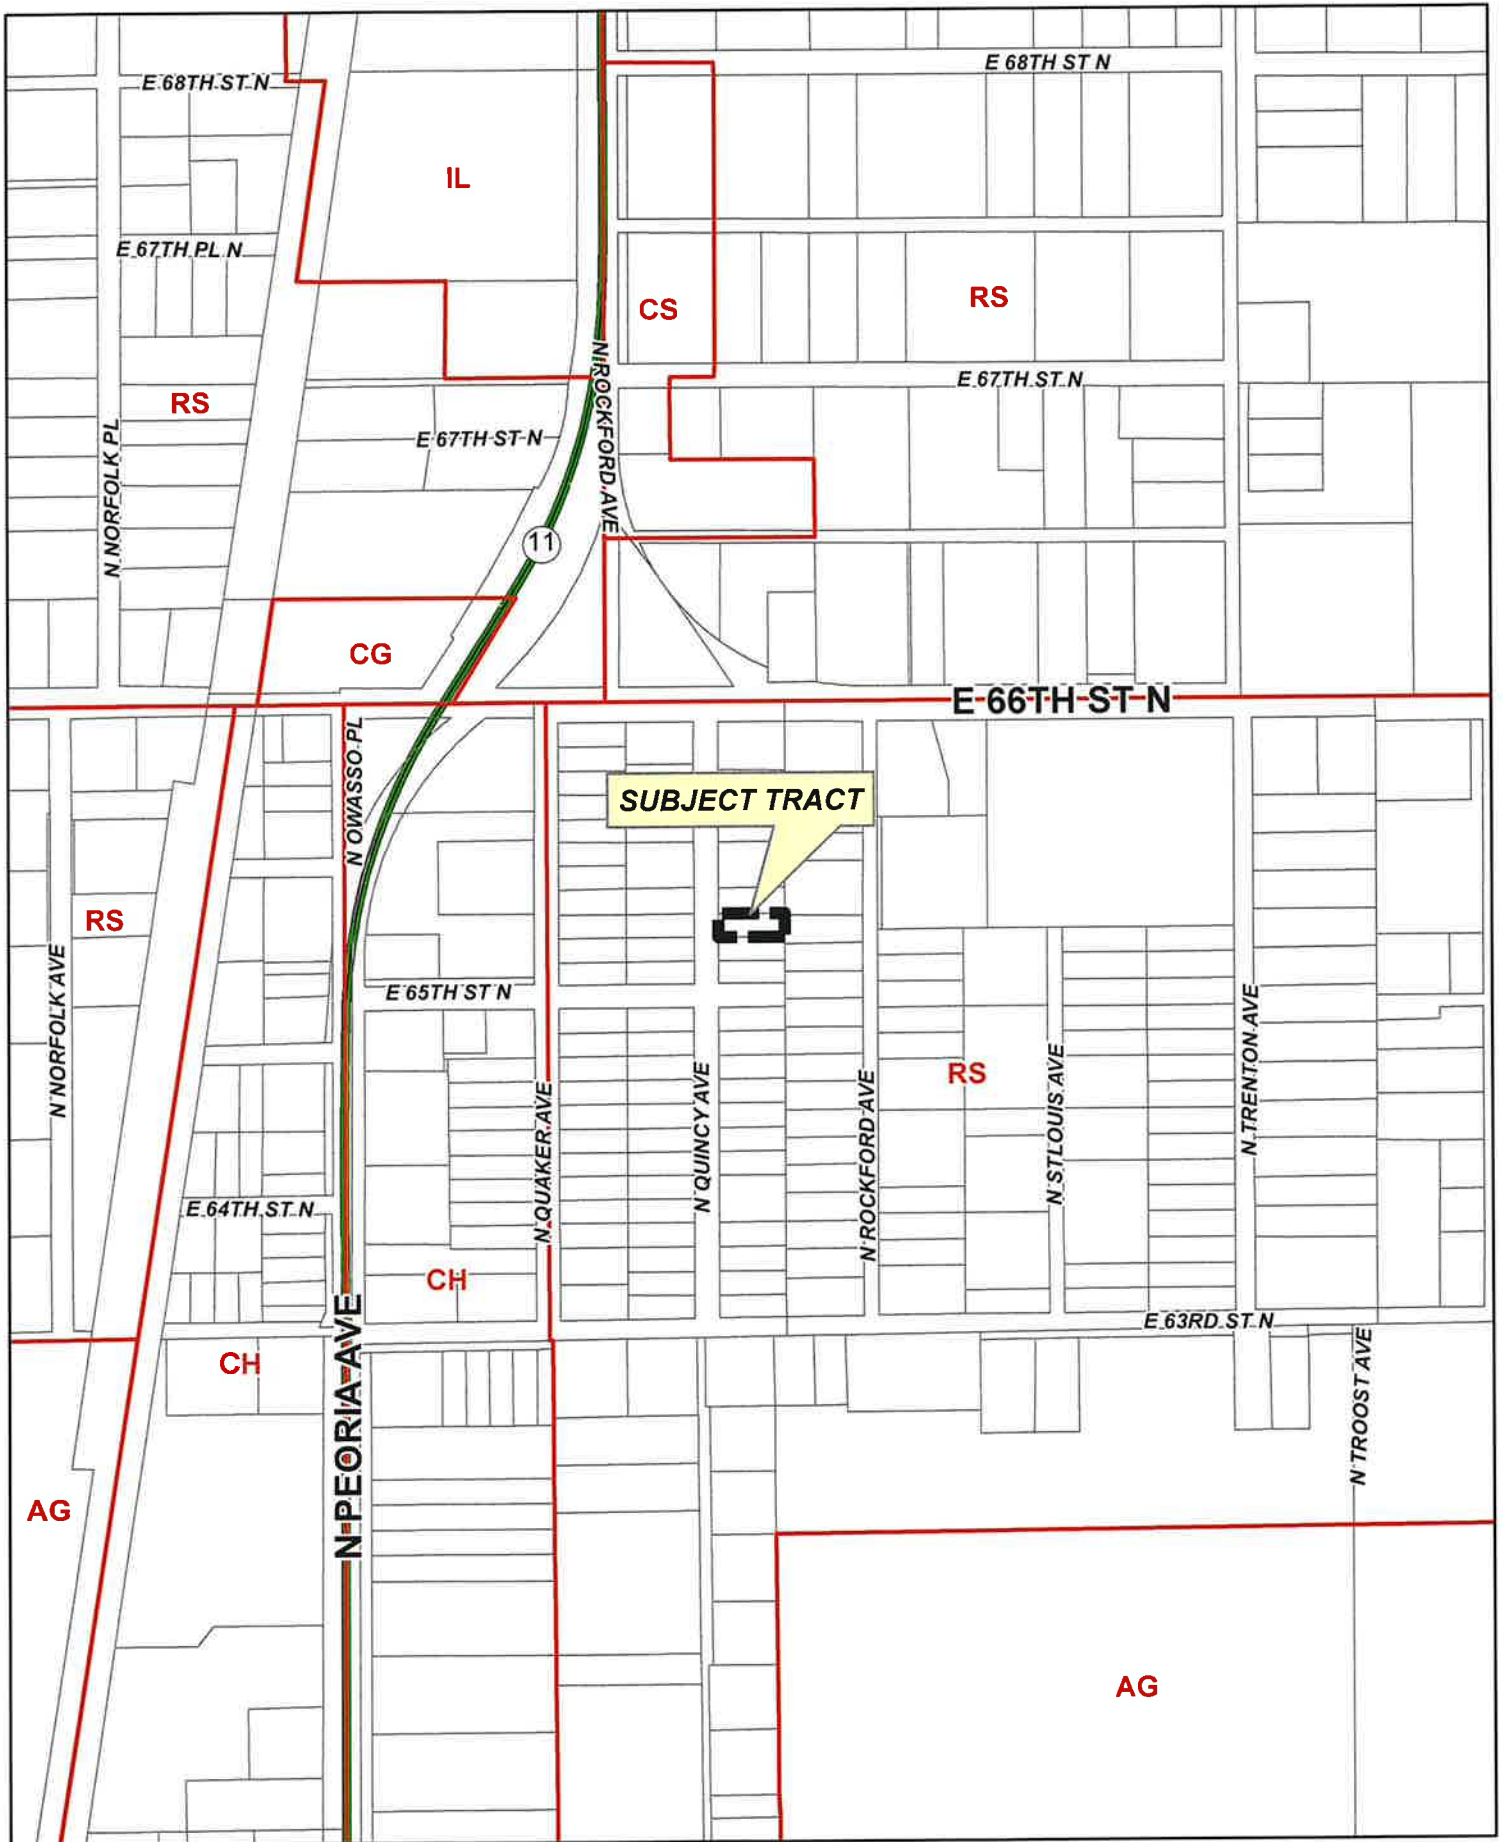 E 68TH ST N
E 68TH ST N
IL
E 67TH PL N
CS
RS
N ROCKFORD AVE
E 67TH ST N
RS
E 67TH ST N
N NORFOLK PL
11
CG
E 66TH ST N
N OWASSO PL
SUBJECT TRACT
RS
N NORFOLK AVE
E 65TH ST N
N QUAKER AVE
N QUINCY AVE
N ROCKFORD AVE
RS
N ST LOUIS AVE
N TRENTON AVE
E 64TH ST N
CH
E 63RD ST N
CH
N PEORIA AVE
N TROOST AVE
AG
AG